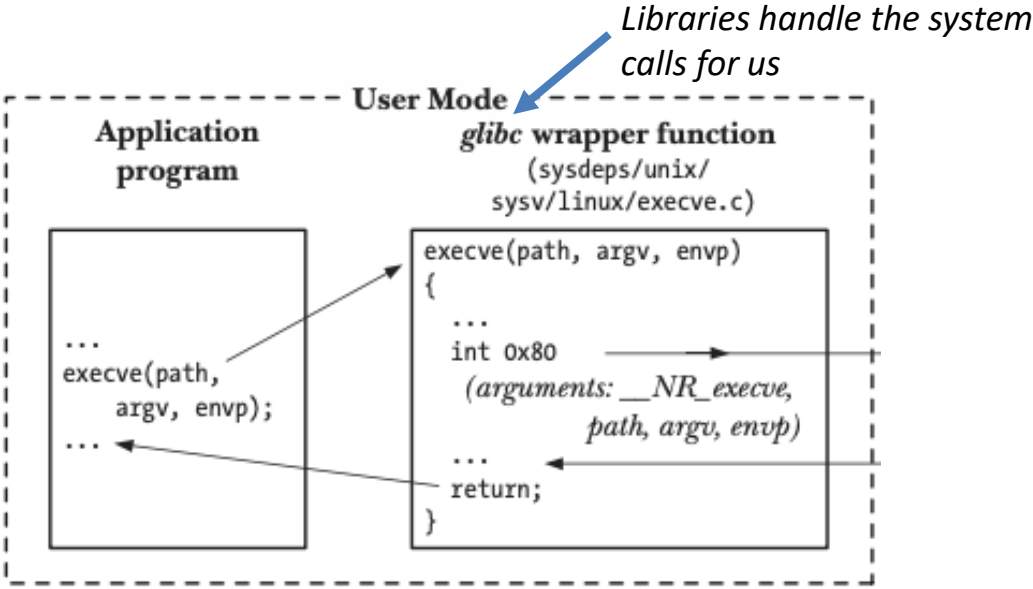 Libraries handle the system
calls for us
User Mode
Application
program
glibc wrapper function
(sysdeps/unix/
sysv/linux/execve.c)
...
execve(path,
argv, envp);
...
execve(path, argv, envp)
{
...
int 0x80
(arguments: __NR_execve,
path, argv, envp)
...
return;
}